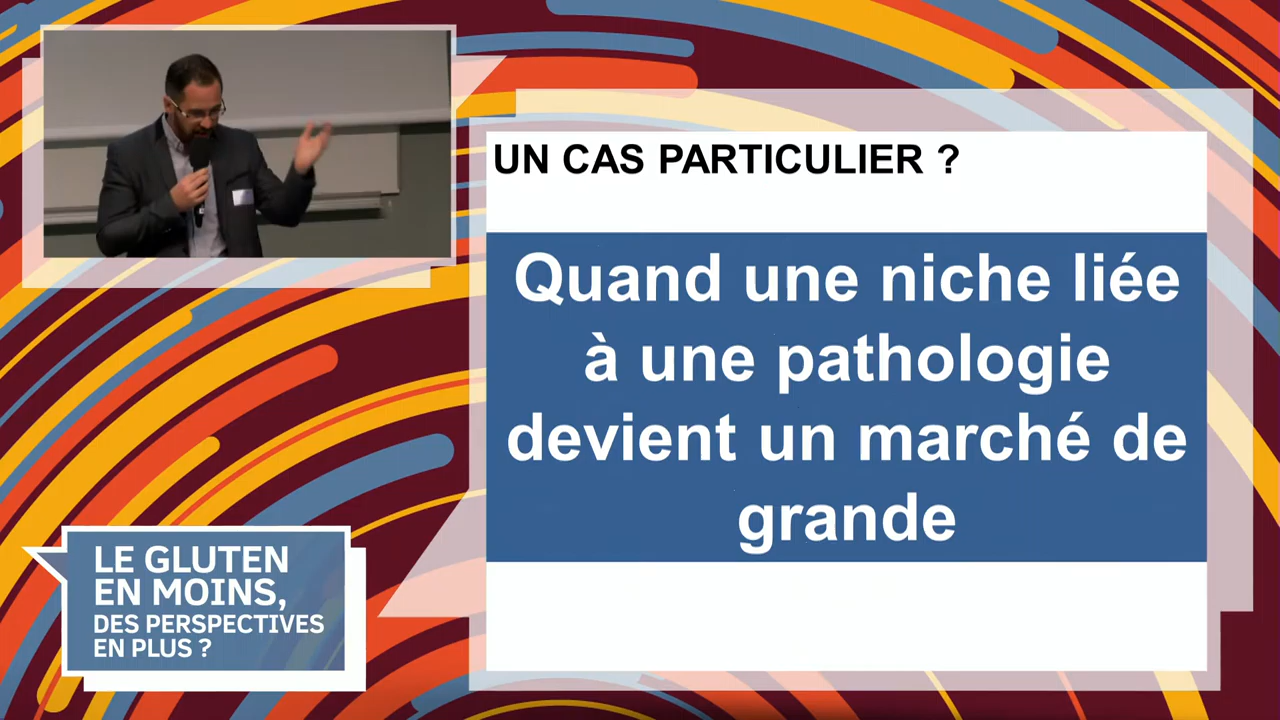 UN CAS PARTICULIER ?
Quand une niche liée
à une pathologie
devient un marché de
grande
LE GLUTEN
EN MOINS,
DES PERSPECTIVES
EN PLUS ?